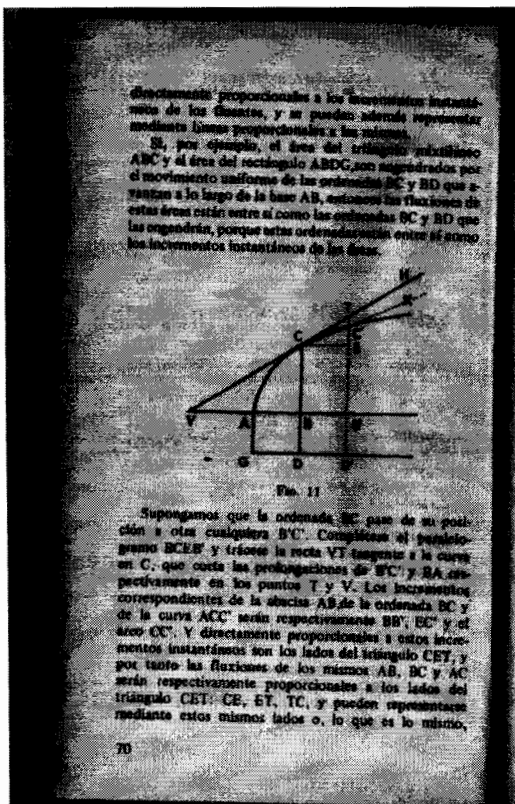 directamente proporcionales a los incrementos instantá-
neos de los fluentes, y se pueden además representar
mediante líneas proporcionales a las mismas.
Si, por ejemplo, el área del triángulo mixtilíneo
ABC y al área del rectángulo ABDG, son engendrados por
el movimiento uniforme de las ordenadas BC y BD que a-
vanzan a lo largo de la base AB, entonces las fluxiones de
estas áreas están entre sí como las ordenadas BC y BD que
las engendran, porque estas ordenadas están entre sí como
los incrementos instantáneos de las áreas.
H
K
C
V A B
G D
FIG. 11
Supongamos que la ordenada BC pase de su posi-
ción a otra cualquiera B'C'. Complétese el paralelo-
gramo BCEB' y trácese la recta VT tangente a la curva
en C, que corta las prolongaciones de B'C' y BA res-
pectivamente en los puntos T y V. Los incrementos
correspondientes de la abscisa AB, de la ordenada BC y
de la curva ACC' serán respectivamente BB', EC' y el
arco CC'. Y directamente proporcionales a estos incre-
mentos instantáneos son los lados del triángulo CET, y
por tanto las fluxiones de los mismos AB, BC y AC
serán respectivamente proporcionales a los lados del
triángulo CET: CE, ET, TC, y pueden representarse
mediante estos mismos lados o, lo que es lo mismo,
70